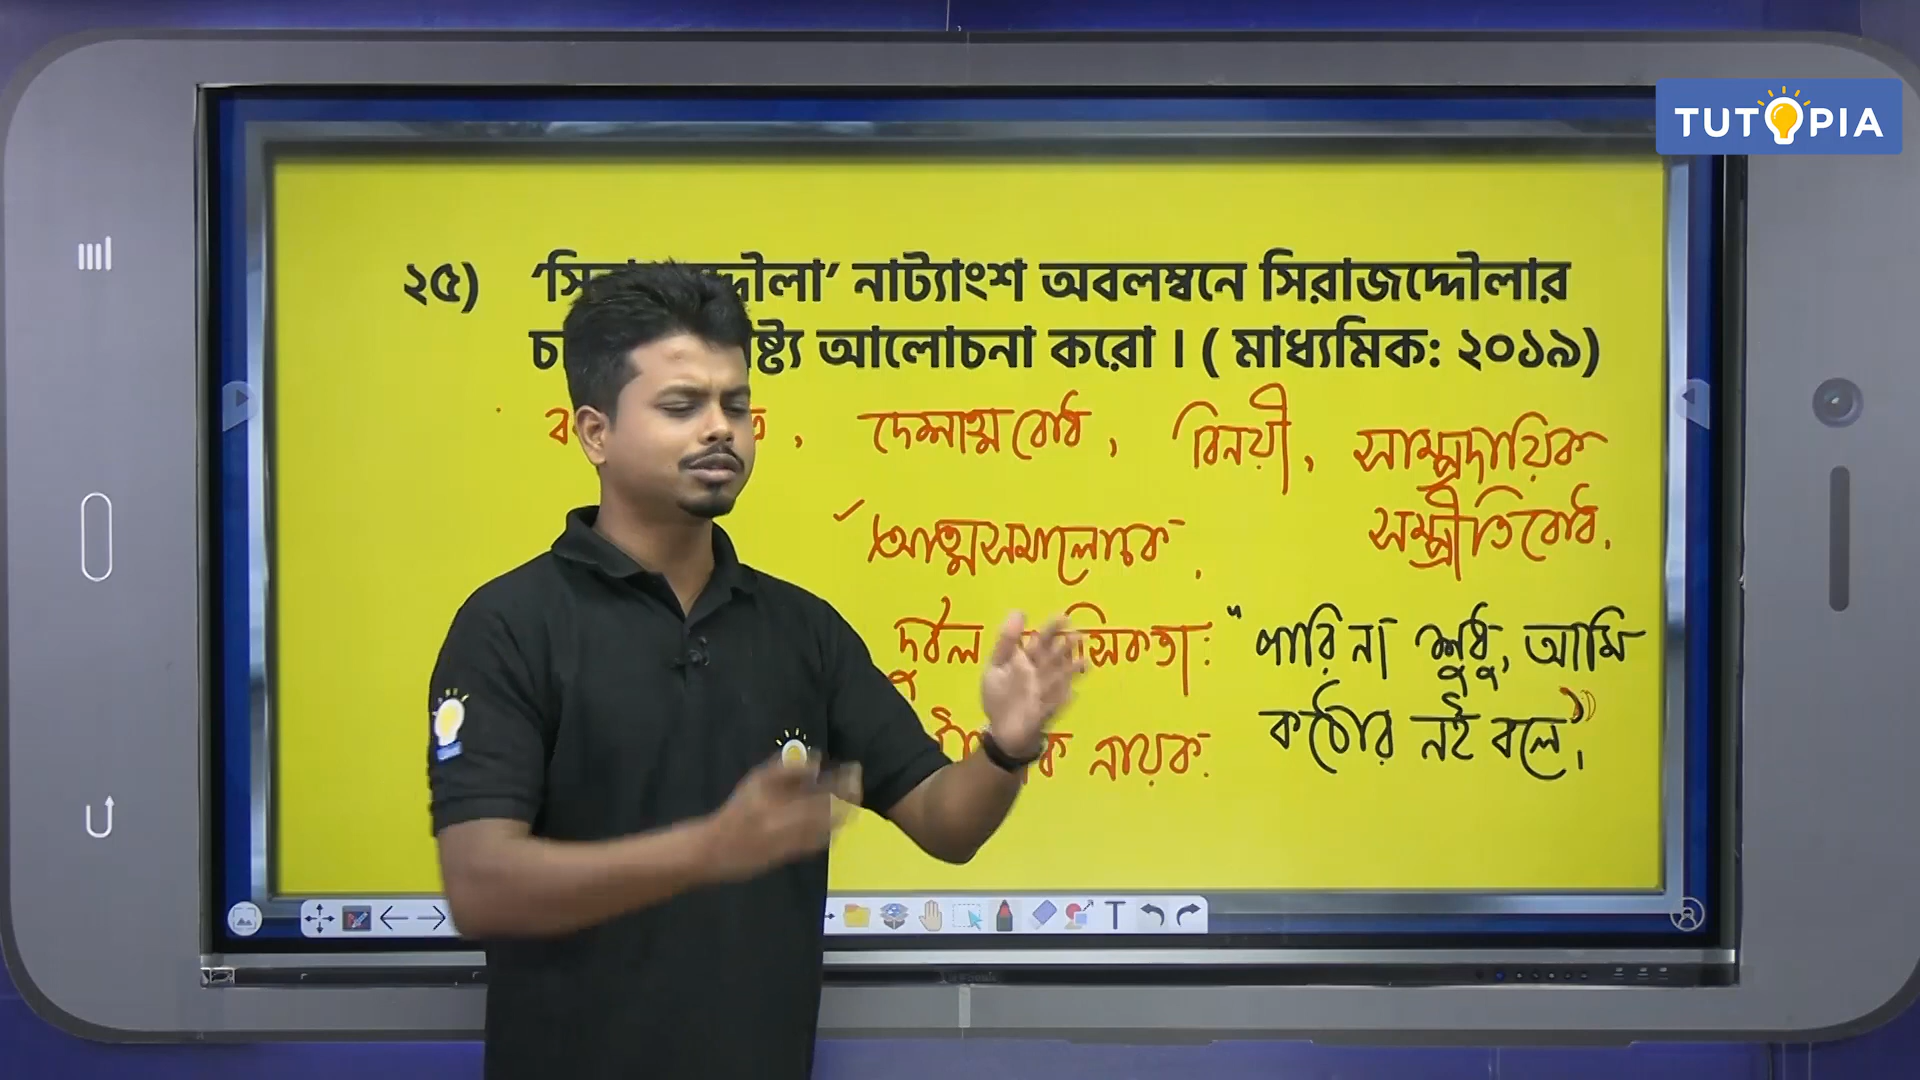 TUTOPIA
২৫) নাট্যাংশ অবলম্বনে সিরাজদ্দৌলার
আলোচনা করো । ( মাধ্যমিক: ২০১৯)
দেশাত্মবোধ, বিনয়ী, সাম্প্রদায়িক
আত্মসমালোচক. সম্প্রীতিবোধ.
দুর্বল "পারি না শুধু, আমি
নায়ক. কঠোর নই বলে"।